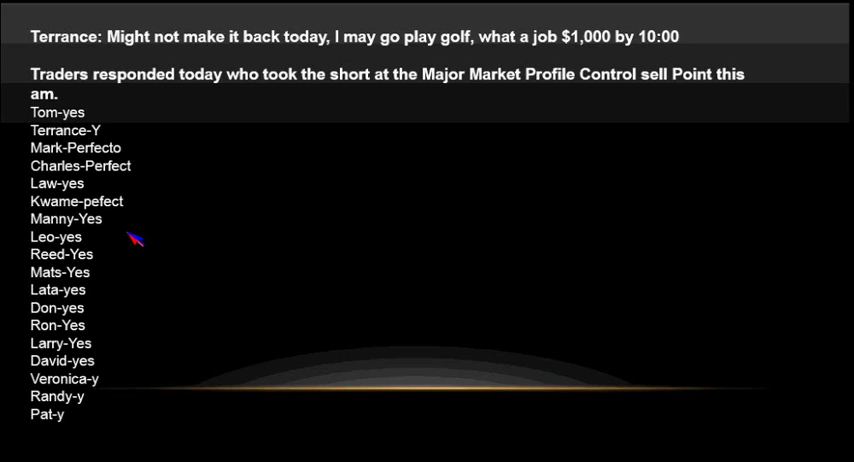 Terrance: Might not make it back today, I may go play golf, what a job $1,000 by 10:00
Traders responded today who took the short at the Major Market Profile Control sell Point this
am.
Tom-yes
Terrance-Y
Mark-Perfecto
Charles-Perfect
Law-yes
Kwame-pefect
Manny-Yes
Leo-yes
Reed-Yes
Mats-Yes
Lata-yes
Don-yes
Ron-Yes
Larry-Yes
David-yes
Veronica-y
Randy-y
Pat-y